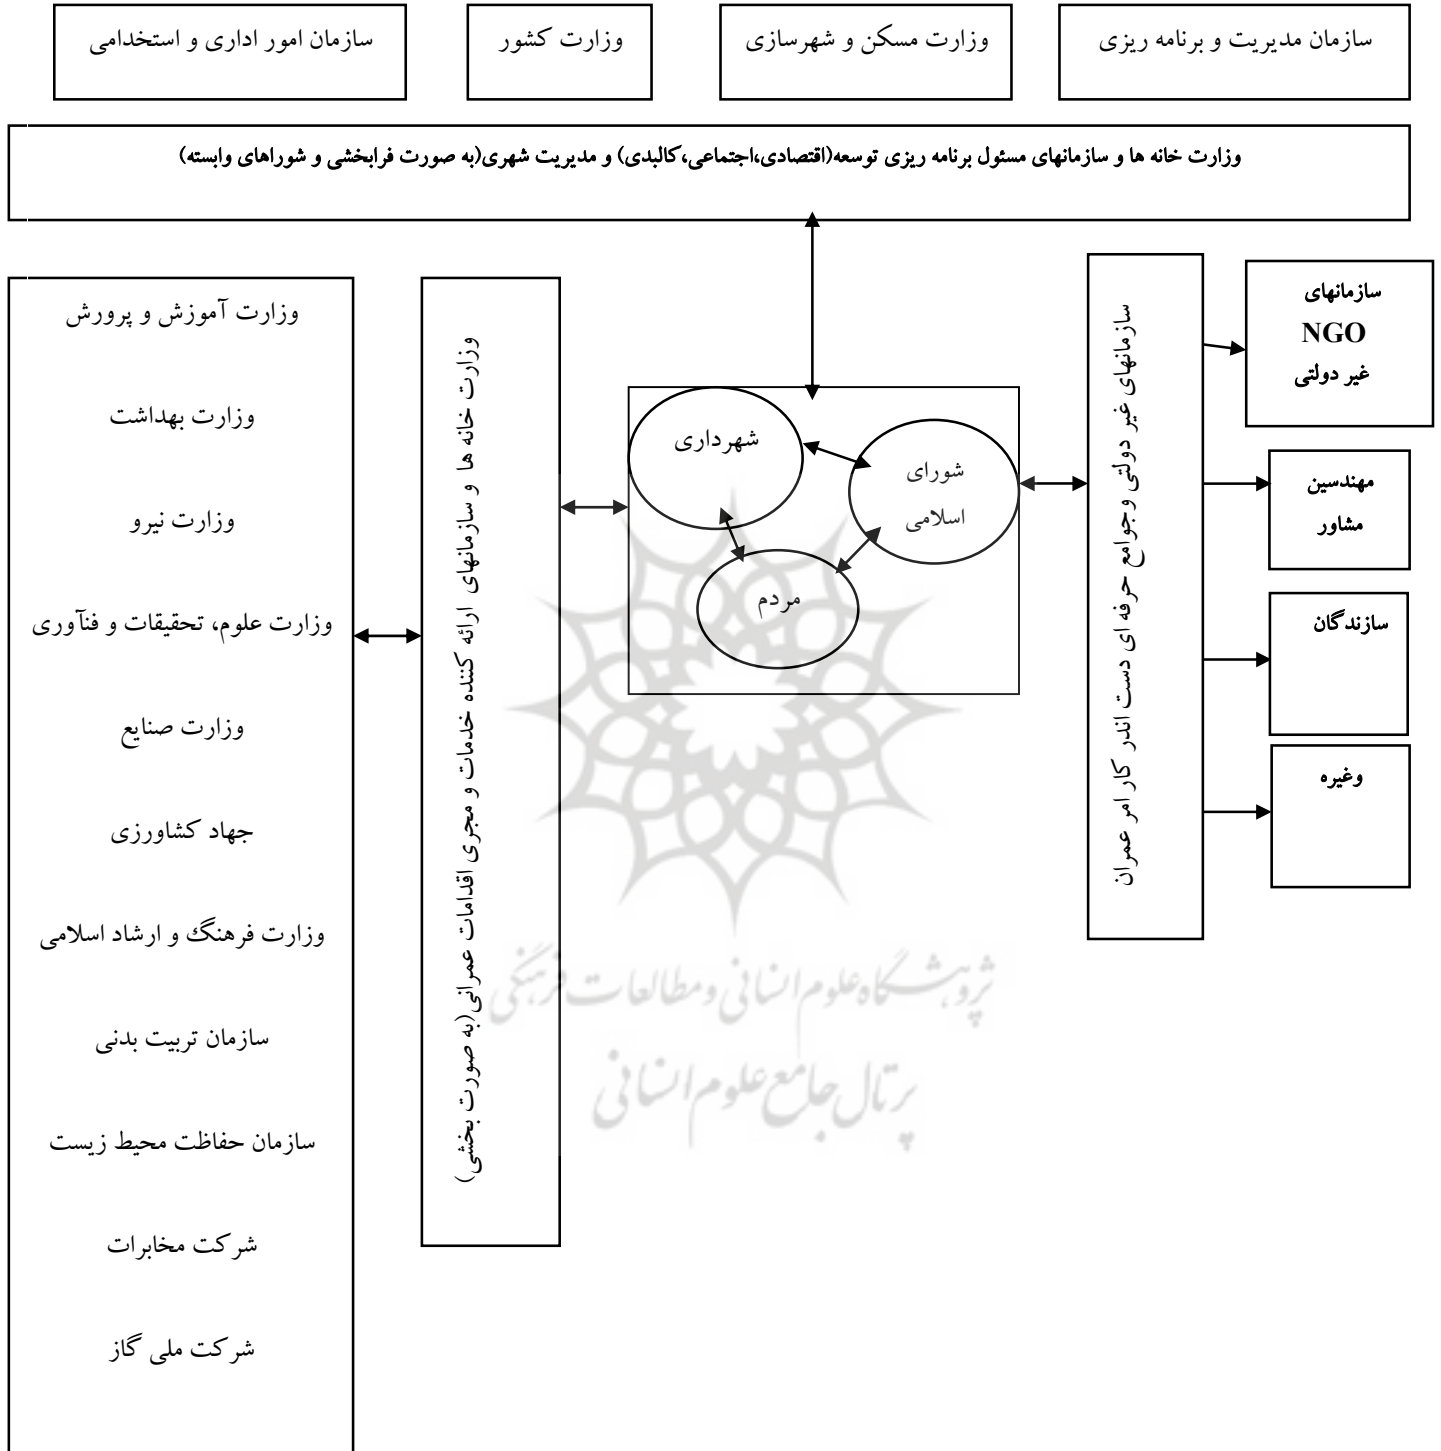 سازمان مدیریت و برنامه ریزی
وزارت مسکن و شهرسازی
وزارت کشور
سازمان امور اداری و استخدامی
وزارت خانه ها و سازمانهای مسئول برنامه ریزی توسعه(اقتصادی،اجتماعی،کالبدی) و مدیریت شهری(به صورت فرابخشی و شوراهای وابسته)
سازمانهای
NGO
غیر دولتی
مهندسین
مشاور
سازندگان
وغیره
سازمانهای غیر دولتی وجوامع حرفه ای دست اندر کار امر عمران
شهرداری
شورای
اسلامی
مردم
وزارت خانه ها و سازمانهای ارائه کننده خدمات و مجری اقدامات عمرانی(به صورت بخشی)
وزارت آموزش و پرورش
وزارت بهداشت
وزارت نیرو
وزارت علوم، تحقیقات و فنآوری
وزارت صنایع
جهاد کشاورزی
وزارت فرهنگ و ارشاد اسلامی
سازمان تربیت بدنی
سازمان حفاظت محیط زیست
شرکت مخابرات
شرکت ملی گاز
پژوهشگاه علوم انسانی و مطالعات فرهنگی
پرتال جامع علوم انسانی